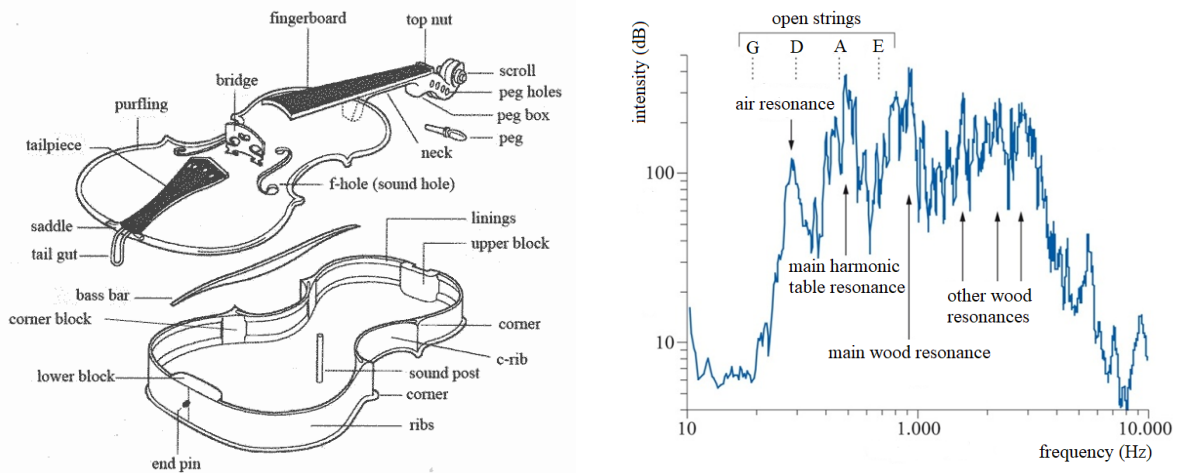 fingerboard
top nut
scroll
bridge
peg holes
purfling
peg box
peg
tailpiece
neck
f-hole (sound hole)
saddle
linings
tail gut
upper block
bass bar
corner block
corner
c-rib
lower block
sound post
corner
ribs
end pin
open strings
G D A E
intensity (dB)
air resonance
100
main harmonic
table resonance
other wood
resonances
10
main wood resonance
10 1.000 10.000
frequency (Hz)